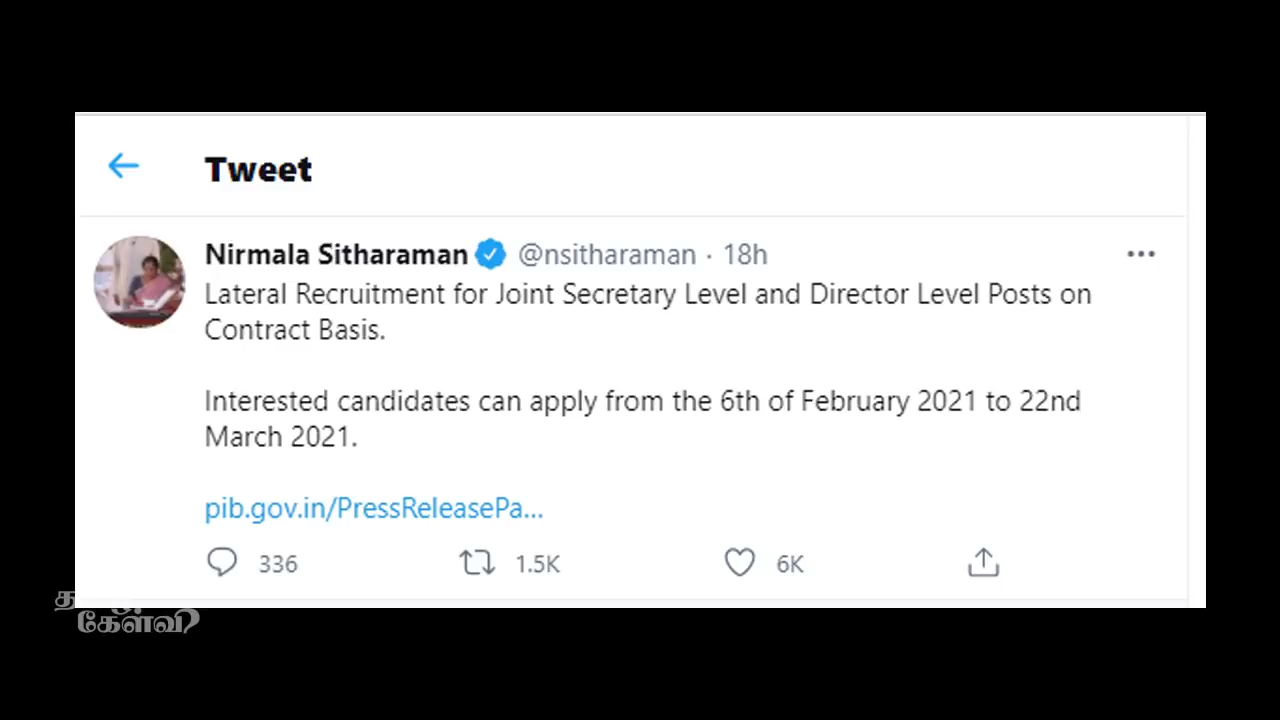 Tweet
Nirmala Sitharaman @nsitharaman · 18h
Lateral Recruitment for Joint Secretary Level and Director Level Posts on
Contract Basis.
Interested candidates can apply from the 6th of February 2021 to 22nd
March 2021.
pib.gov.in/PressReleasePa...
336 1.5K 6K
கேள்வி?